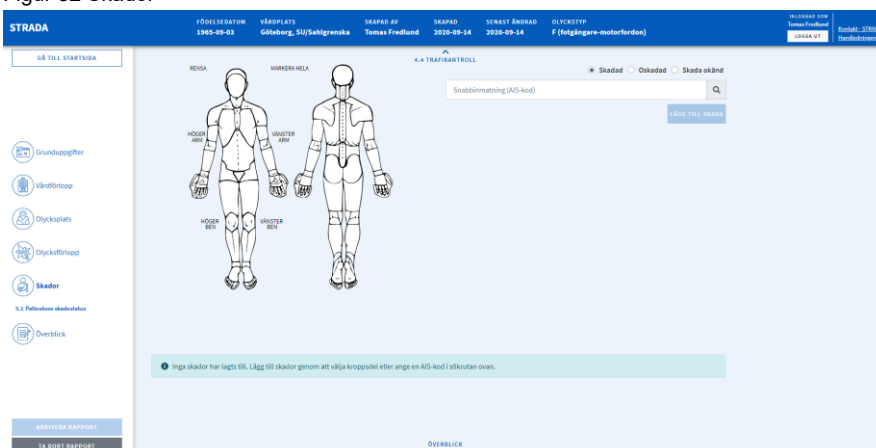 Figur 32 Skador
STRADA
FÖDELSEDATUM
1965-09-03
VÅRDPLATS
Göteborg, SU/Sahlgrenska
SKAPAD AV
Tomas Fredlund
SKAPAD
2020-09-14
SENAST ÄNDRAD
2020-09-14
OLYCKSTYP
F (fotgängare-motorfordon)
INLOGGAD SOM
Tomas Fredlund
LOGGA UT
Kontakt - STRA
Handledningen
GÅ TILL STARTSIDA
4.4 TRAFIKANTROLL
RENSA
MARKERA HELA
Skadad
Oskadad
Skada okänd
Snabbinmatning (AIS-kod)
LÄGG TILL SKADA
HÖGER
ARM
VÄNSTER
ARM
HÖGER
BEN
VÄNSTER
BEN
Grunduppgifter
Vårdförlopp
Olycksplats
Olycksförlopp
Skador
5.1 Patientens skadestatus
Överblick
Inga skador har lagts till. Lägg till skador genom att välja kroppsdel eller ange en AIS-kod i sökrutan ovan.
ARKIVERA RAPPORT
TA BORT RAPPORT
ÖVERBLICK